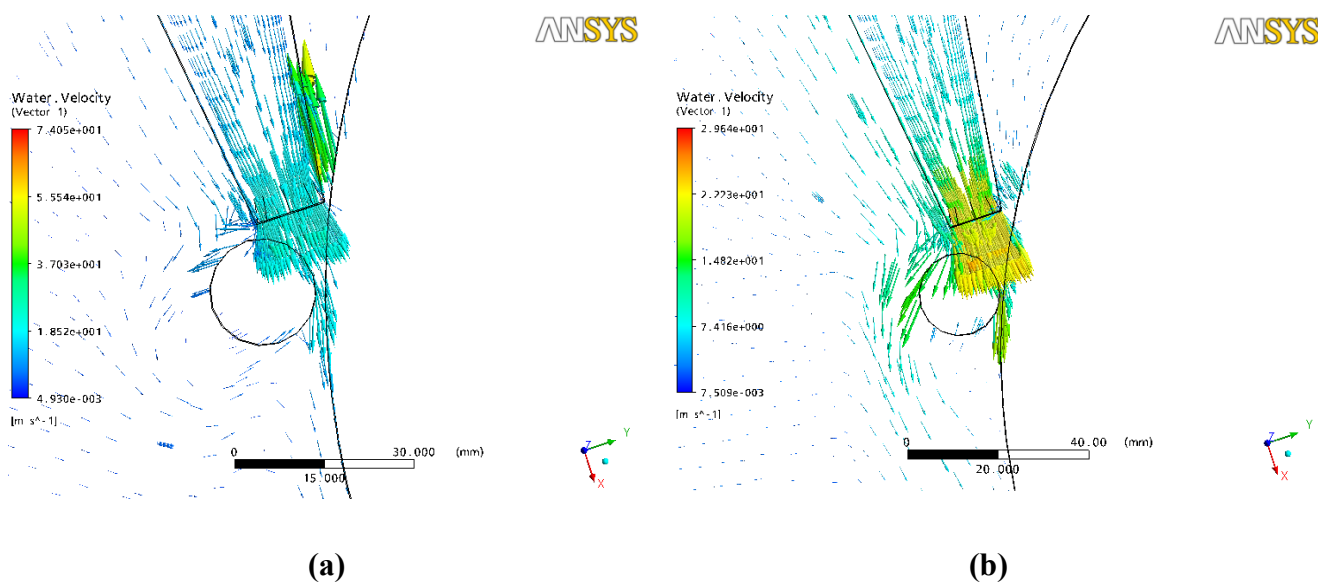 ANSYS
Water.Velocity
(Vector 1)
7.405e+001
5.554e+001
3.703e+001
1.852e+001
4.930e-003
[m s^-1]
0 30.000 (mm)
15.000
Z Y X
(a)
ANSYS
Water.Velocity
(Vector 1)
2.964e+001
2.223e+001
1.482e+001
7.416e+000
7.509e-003
[m s^-1]
0 40.00 (mm)
20.000
Z Y X
(b)